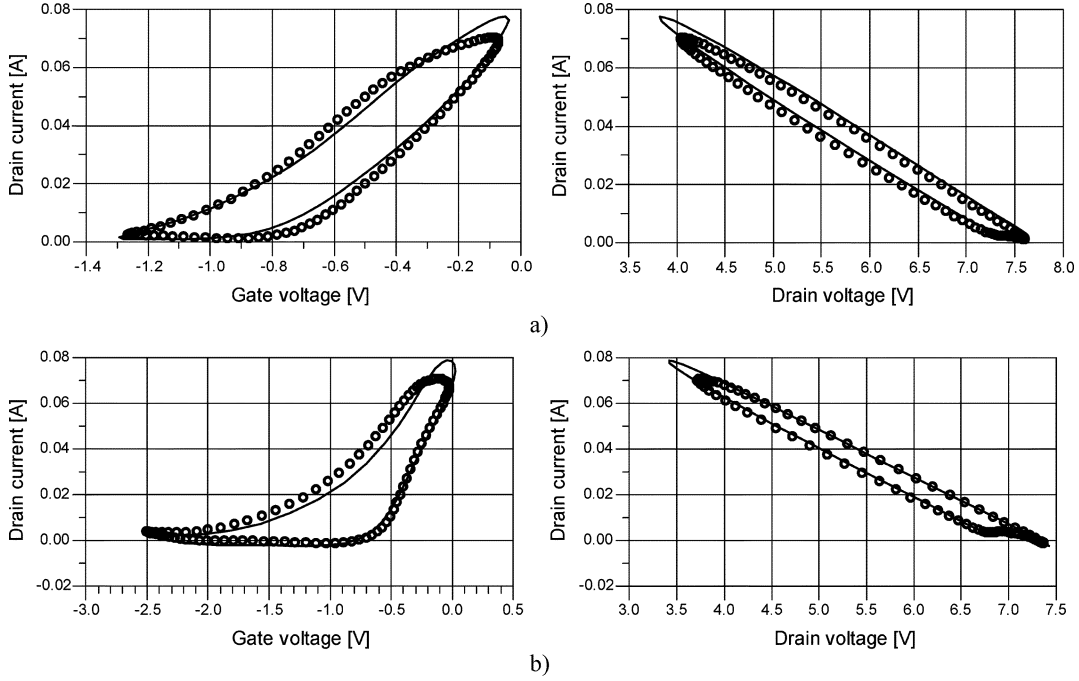 0.08
0.06
0.04
0.02
0.00
Drain current [A]
-1.4 -1.2 -1.0 -0.8 -0.6 -0.4 -0.2 0.0
Gate voltage [V]
0.08
0.06
0.04
0.02
0.00
Drain current [A]
3.5 4.0 4.5 5.0 5.5 6.0 6.5 7.0 7.5 8.0
Drain voltage [V]
a)
0.08
0.06
0.04
0.02
0.00
-0.02
Drain current [A]
-3.0 -2.5 -2.0 -1.5 -1.0 -0.5 0.0 0.5
Gate voltage [V]
0.08
0.06
0.04
0.02
0.00
-0.02
Drain current [A]
3.0 3.5 4.0 4.5 5.0 5.5 6.0 6.5 7.0 7.5
Drain voltage [V]
b)